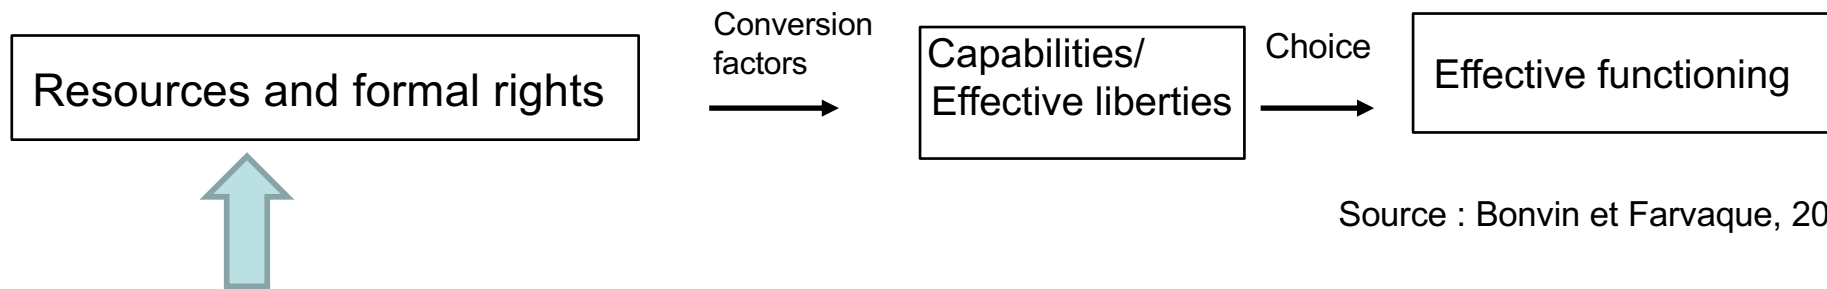 Resources and formal rights
Conversion
factors
Capabilities/
Effective liberties
Choice
Effective functioning
Source : Bonvin et Farvaque, 20